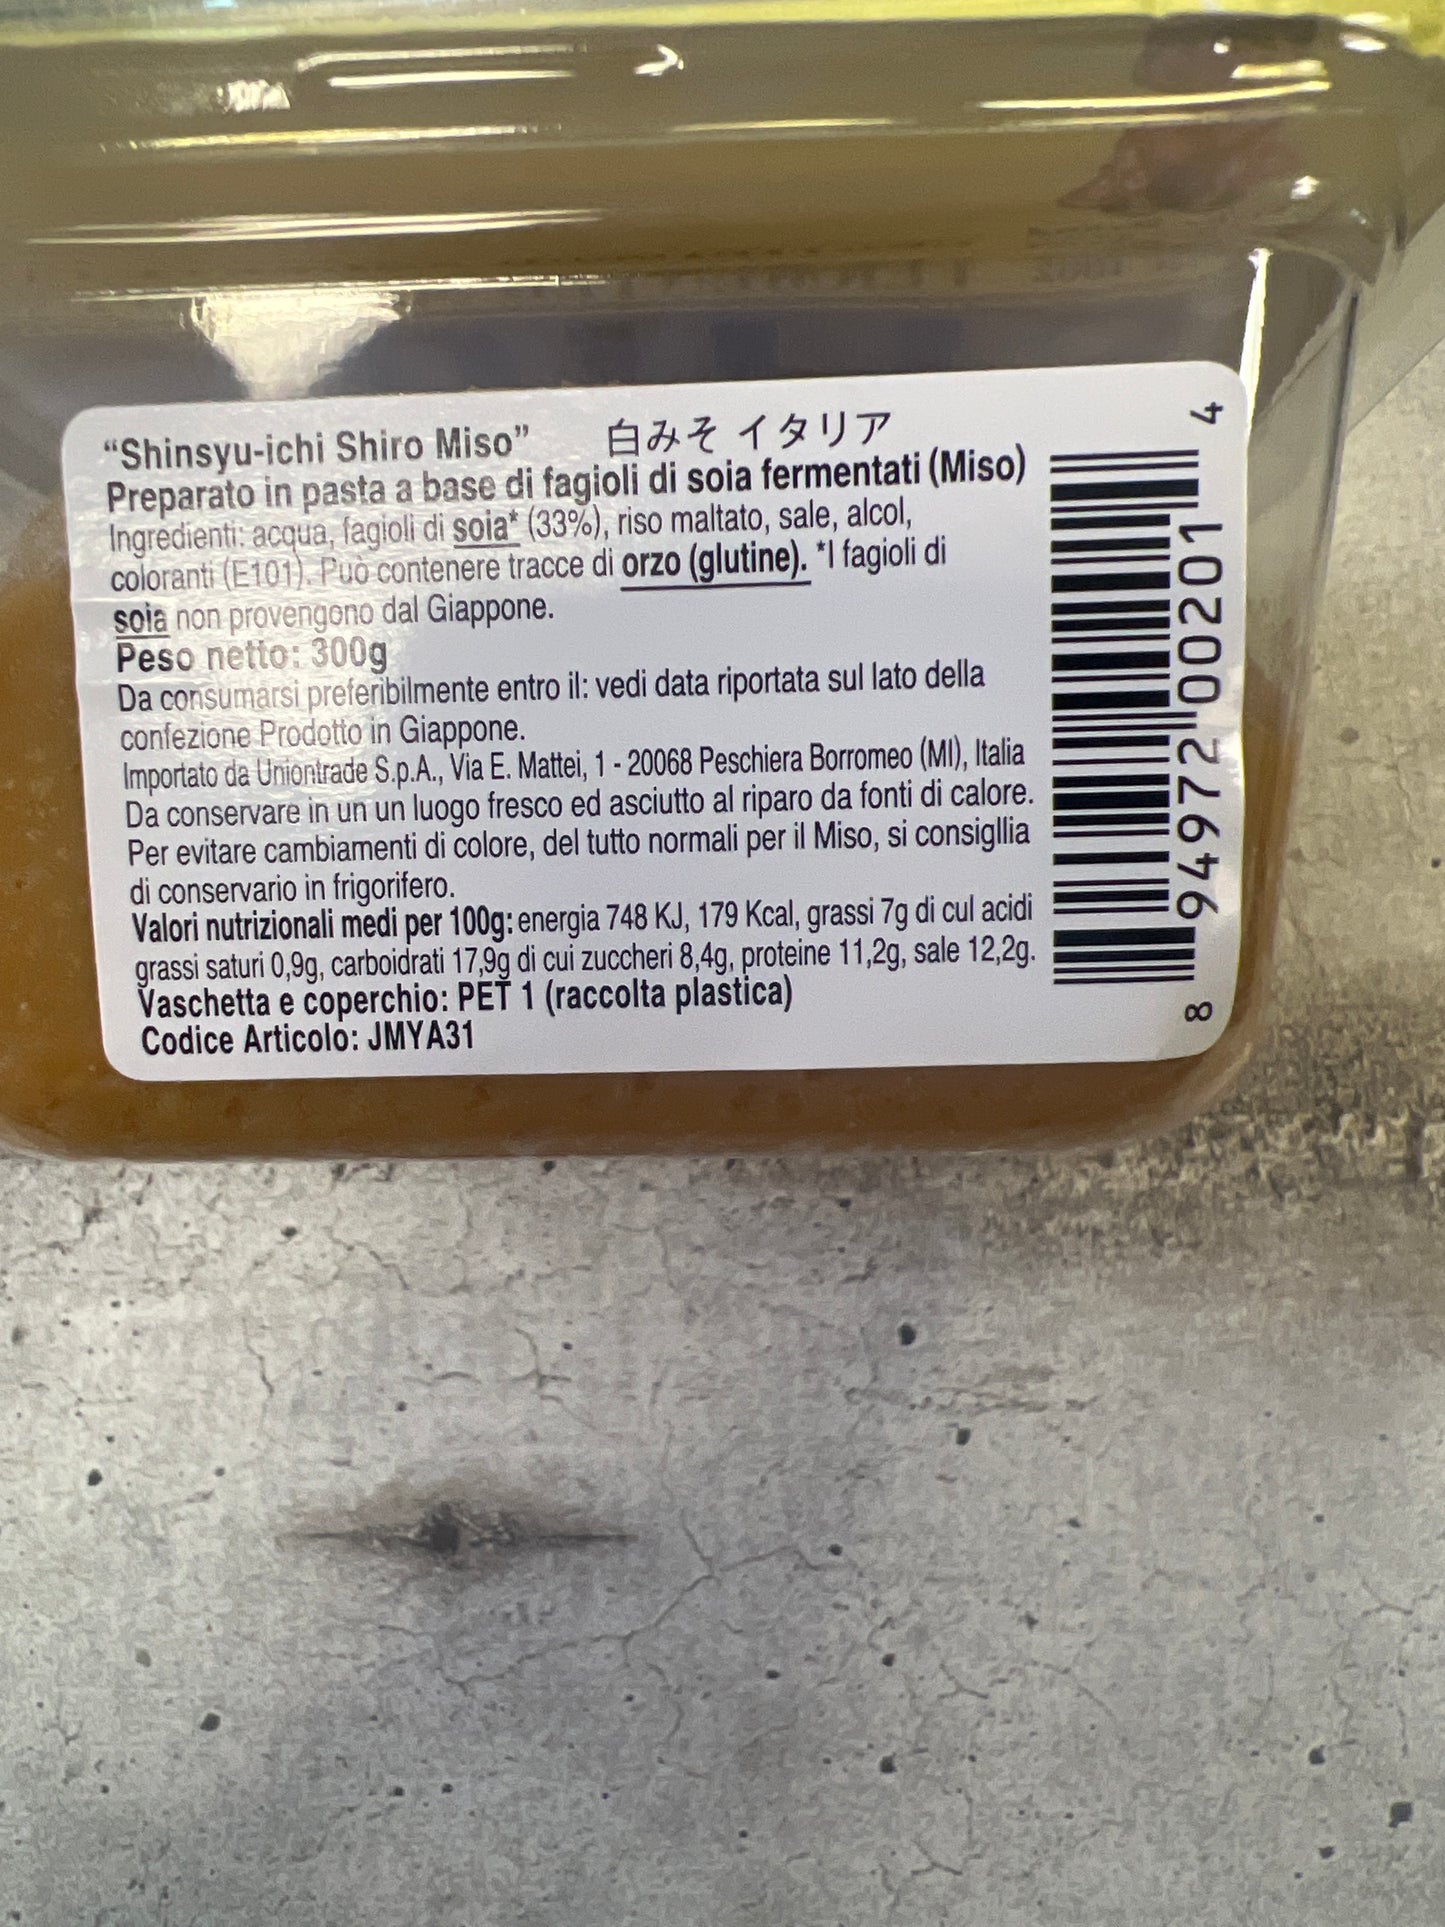 “Shinsyu-ichi Shiro Miso” 白みそ イタリア
Preparato in pasta a base di fagioli di soia fermentati (Miso)
Ingredienti: acqua, fagioli di soia* (33%), riso maltato, sale, alcol,
coloranti (E101). Può contenere tracce di orzo (glutine). *I fagioli di
soia non provengono dal Giappone.
Peso netto: 300g
Da consumarsi preferibilmente entro il: vedi data riportata sul lato della
confezione Prodotto in Giappone.
Importato da Uniontrade S.p.A., Via E. Mattei, 1 - 20068 Peschiera Borromeo (MI), Italia
Da conservare in un un luogo fresco ed asciutto al riparo da fonti di calore.
Per evitare cambiamenti di colore, del tutto normali per il Miso, si consigllia
di conservario in frigorifero.
Valori nutrizionali medi per 100g: energia 748 KJ, 179 Kcal, grassi 7g di cul acidi
grassi saturi 0,9g, carboidrati 17,9g di cui zuccheri 8,4g, proteine 11,2g, sale 12,2g.
Vaschetta e coperchio: PET 1 (raccolta plastica)
Codice Articolo: JMYA31
8 94972 00201 4